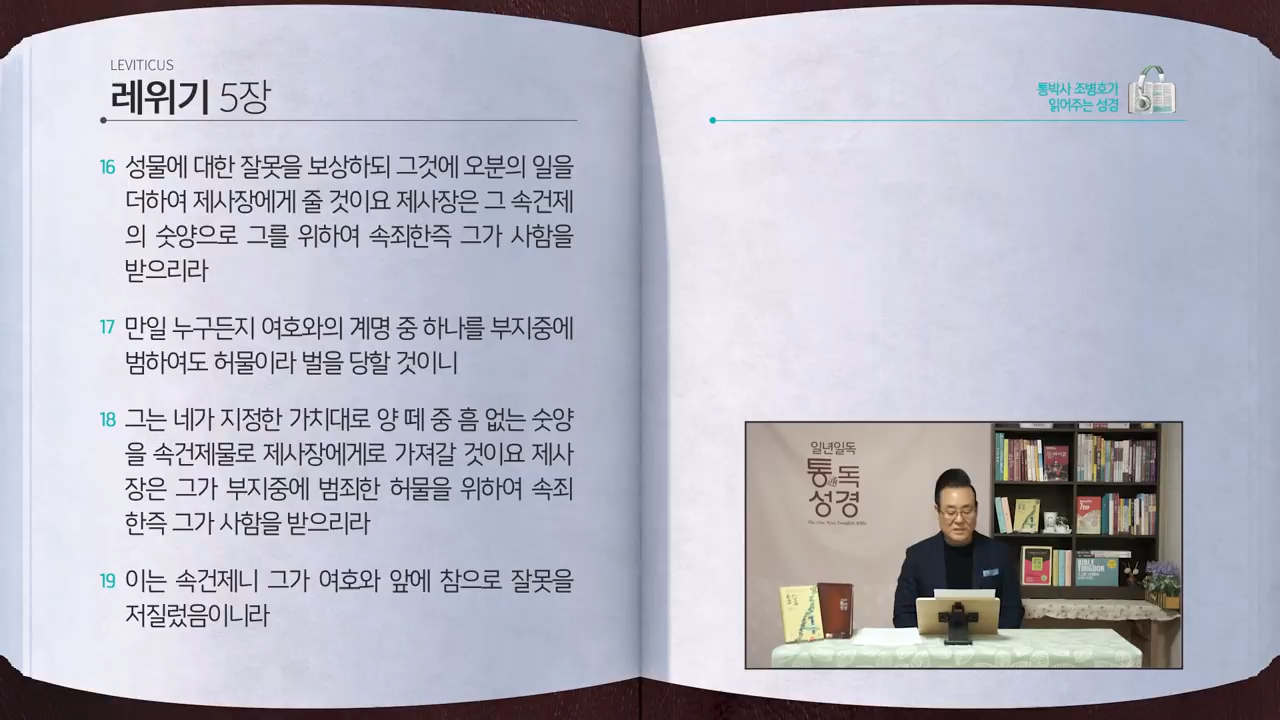 LEVITICUS
레위기 5장
통박사 조병호가
읽어주는 성경
16 성물에 대한 잘못을 보상하되 그것에 오분의 일을
더하여 제사장에게 줄 것이요 제사장은 그 속건제
의 숫양으로 그를 위하여 속죄한즉 그가 사함을
받으리라
17 만일 누구든지 여호와의 계명 중 하나를 부지중에
범하여도 허물이라 벌을 당할 것이니
18 그는 네가 지정한 가치대로 양 떼 중 흠 없는 숫양
을 속건제물로 제사장에게로 가져갈 것이요 제사
장은 그가 부지중에 범죄한 허물을 위하여 속죄
한즉 그가 사함을 받으리라
19 이는 속건제니 그가 여호와 앞에 참으로 잘못을
저질렀음이니라
일년일독
통독
성경
BIBLE
TONGDOK